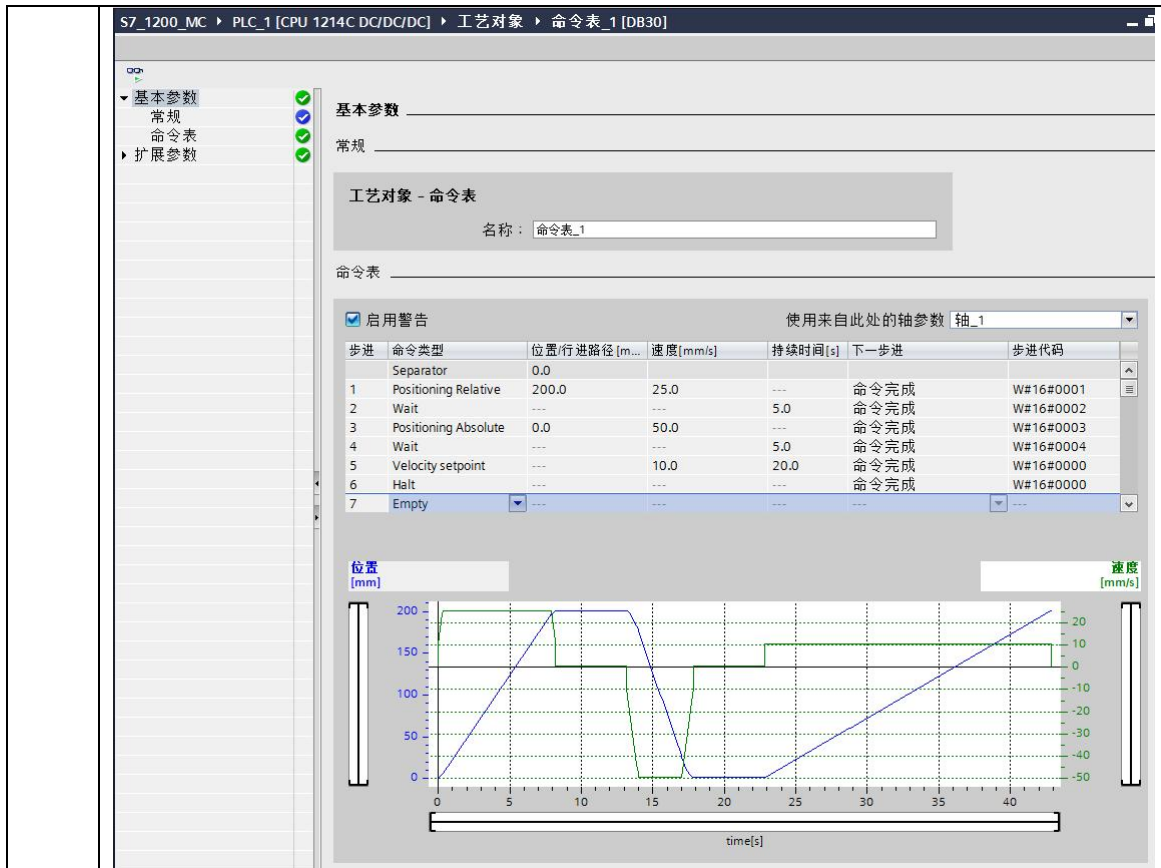 S7_1200_MC ▸ PLC_1 [CPU 1214C DC/DC/DC] ▸ 工艺对象 ▸ 命令表_1 [DB30]
基本参数
常规
命令表
扩展参数
基本参数
常规
工艺对象 - 命令表
名称： 命令表_1
命令表
启用警告 使用来自此处的轴参数 轴_1
步进 命令类型 位置/行进路径 [m... 速度[mm/s] 持续时间[s] 下一步进 步进代码
Separator 0.0
1 Positioning Relative 200.0 25.0 --- 命令完成 W#16#0001
2 Wait --- --- 5.0 命令完成 W#16#0002
3 Positioning Absolute 0.0 50.0 --- 命令完成 W#16#0003
4 Wait --- --- 5.0 命令完成 W#16#0004
5 Velocity setpoint --- 10.0 20.0 命令完成 W#16#0000
6 Halt --- --- --- 命令完成 W#16#0000
7 Empty --- --- --- --- ---
位置 速度
[mm] [mm/s]
200
150
100
50
0
20
10
0
-10
-20
-30
-40
-50
0 5 10 15 20 25 30 35 40
time[s]